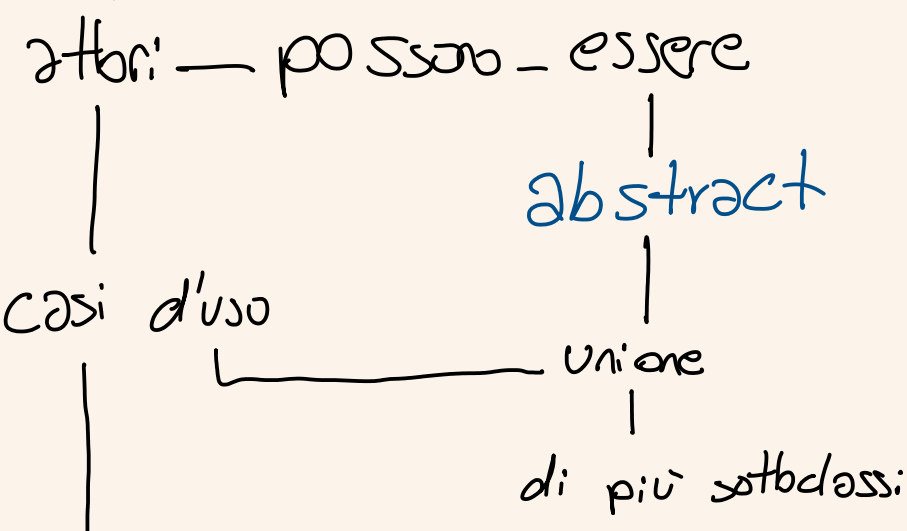 attori possono essere
abstract
casi d'uso
unione
di più sottoclassi